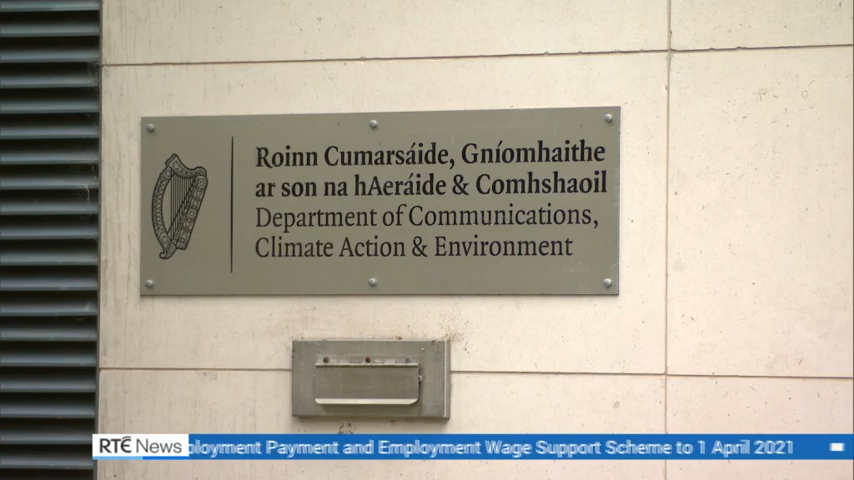 Roinn Cumarsáide, Gníomhaithe
ar son na hAeráide & Comhshaoil
Department of Communications,
Climate Action & Environment
RTÉ News
ployment Payment and Employment Wage Support Scheme to 1 April 2021